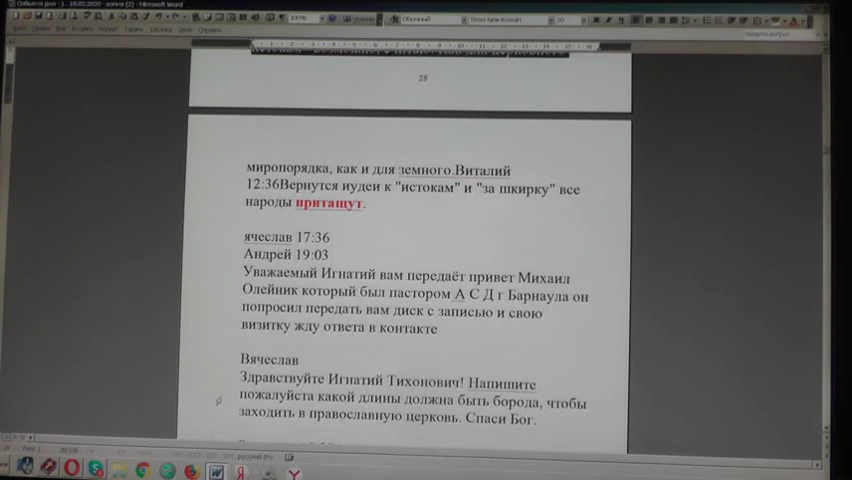 28
миропорядка, как и для земного.Виталий
12:36Вернутся иудеи к "истокам" и "за шкирку" все
народы притащут.
ячеслав 17:36
Андрей 19:03
Уважаемый Игнатий вам передаёт привет Михаил
Олейник который был пастором А С Д г Барнаула он
попросил передать вам диск с записью и свою
визитку жду ответа в контакте
Вячеслав
Здравствуйте Игнатий Тихонович! Напишите
пожалуйста какой длины должна быть борода, чтобы
заходить в православную церковь. Спаси Бог.